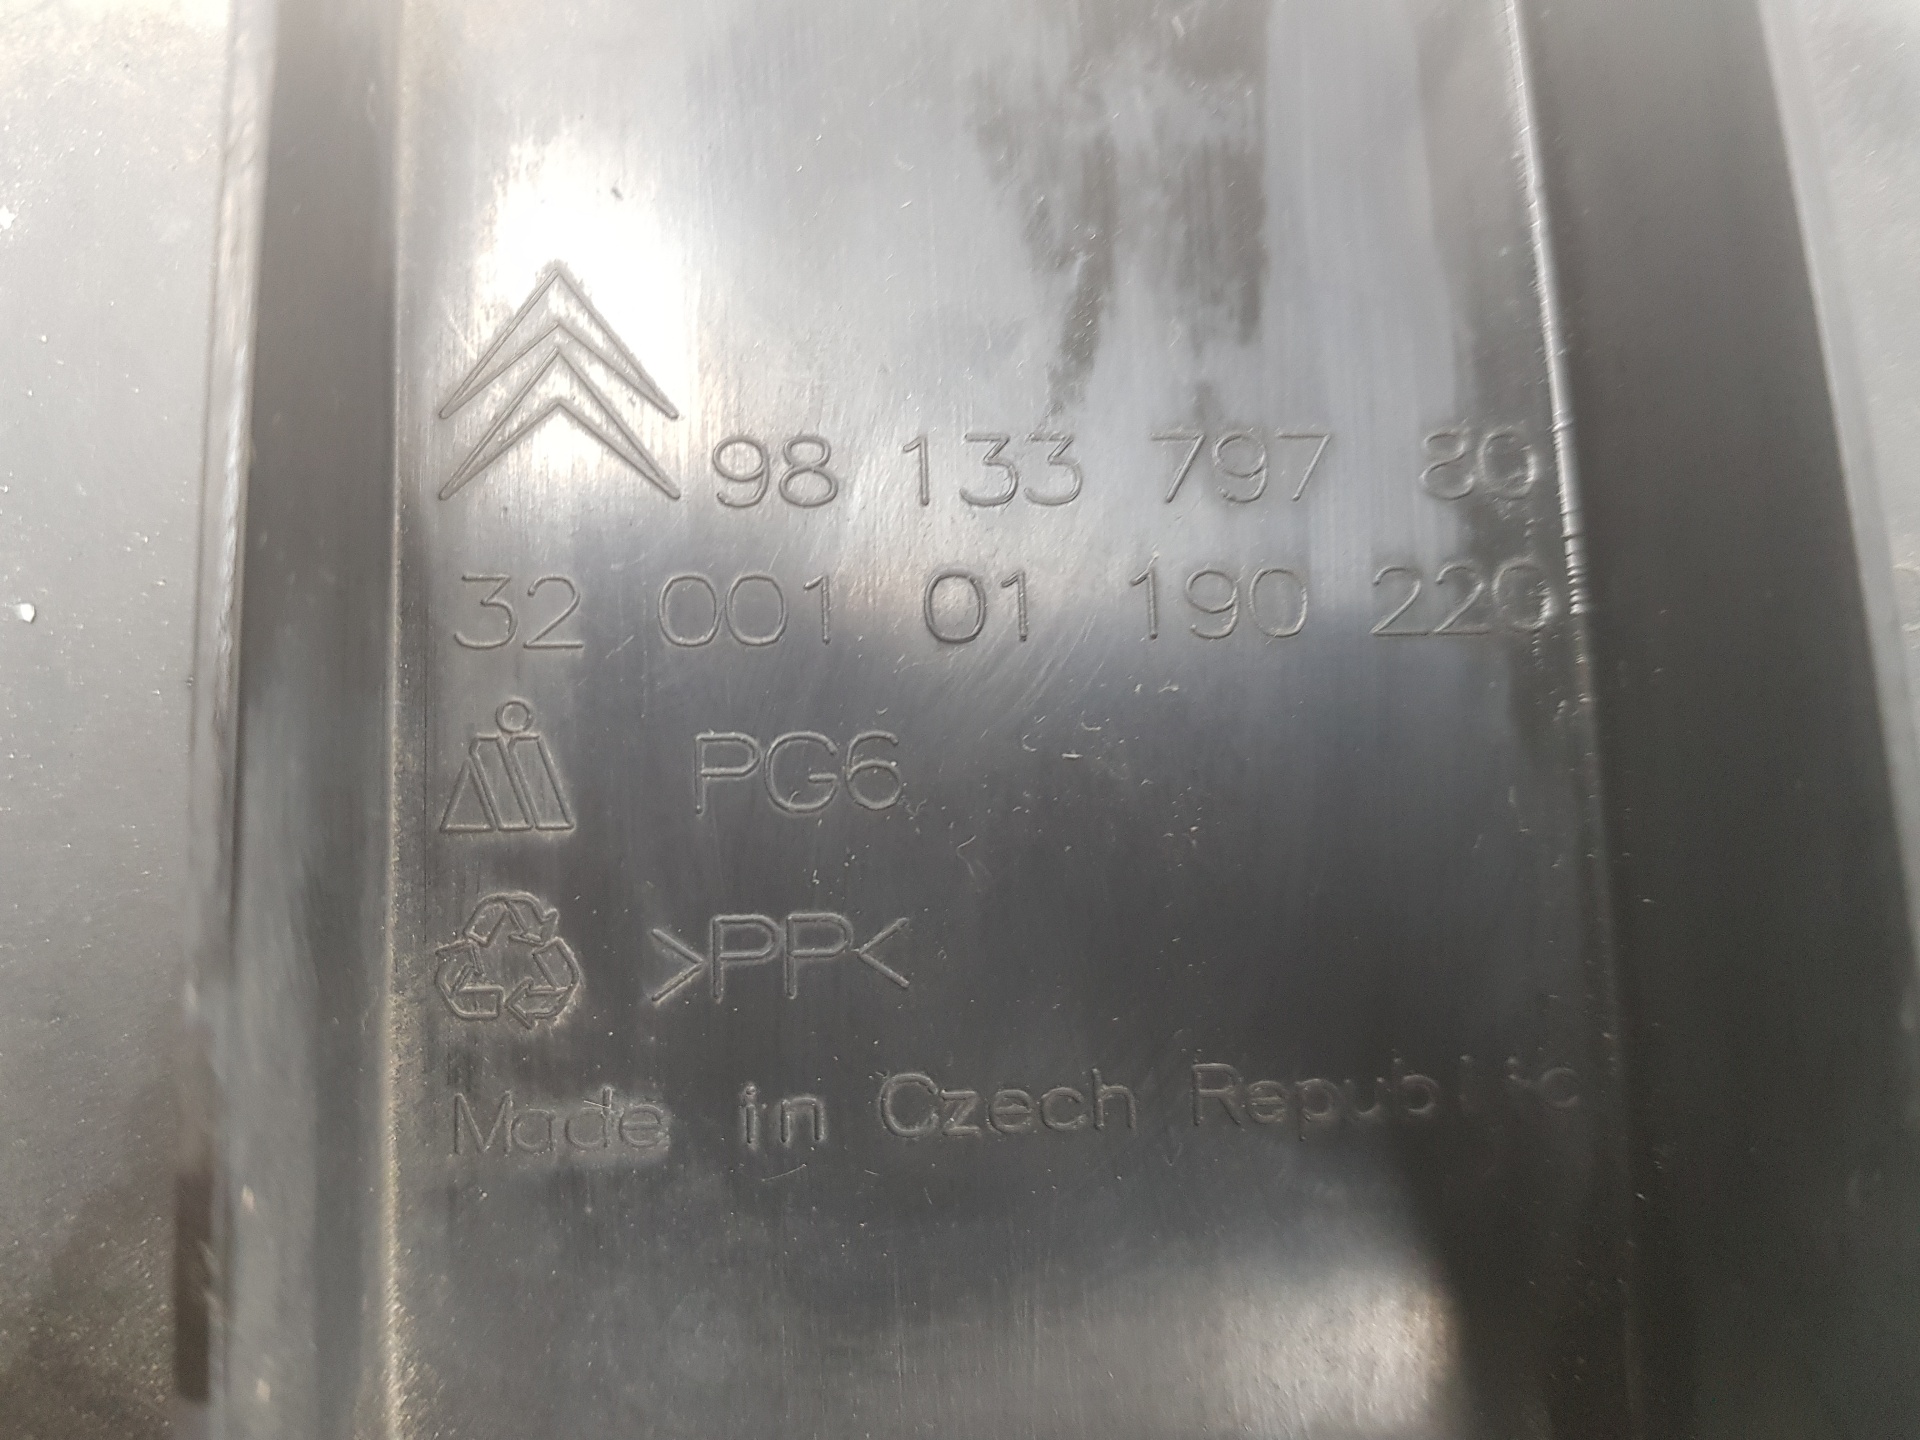 98 133 797 80
32 001 01 190 220
PG6
>PP<
Made in Czech Republic